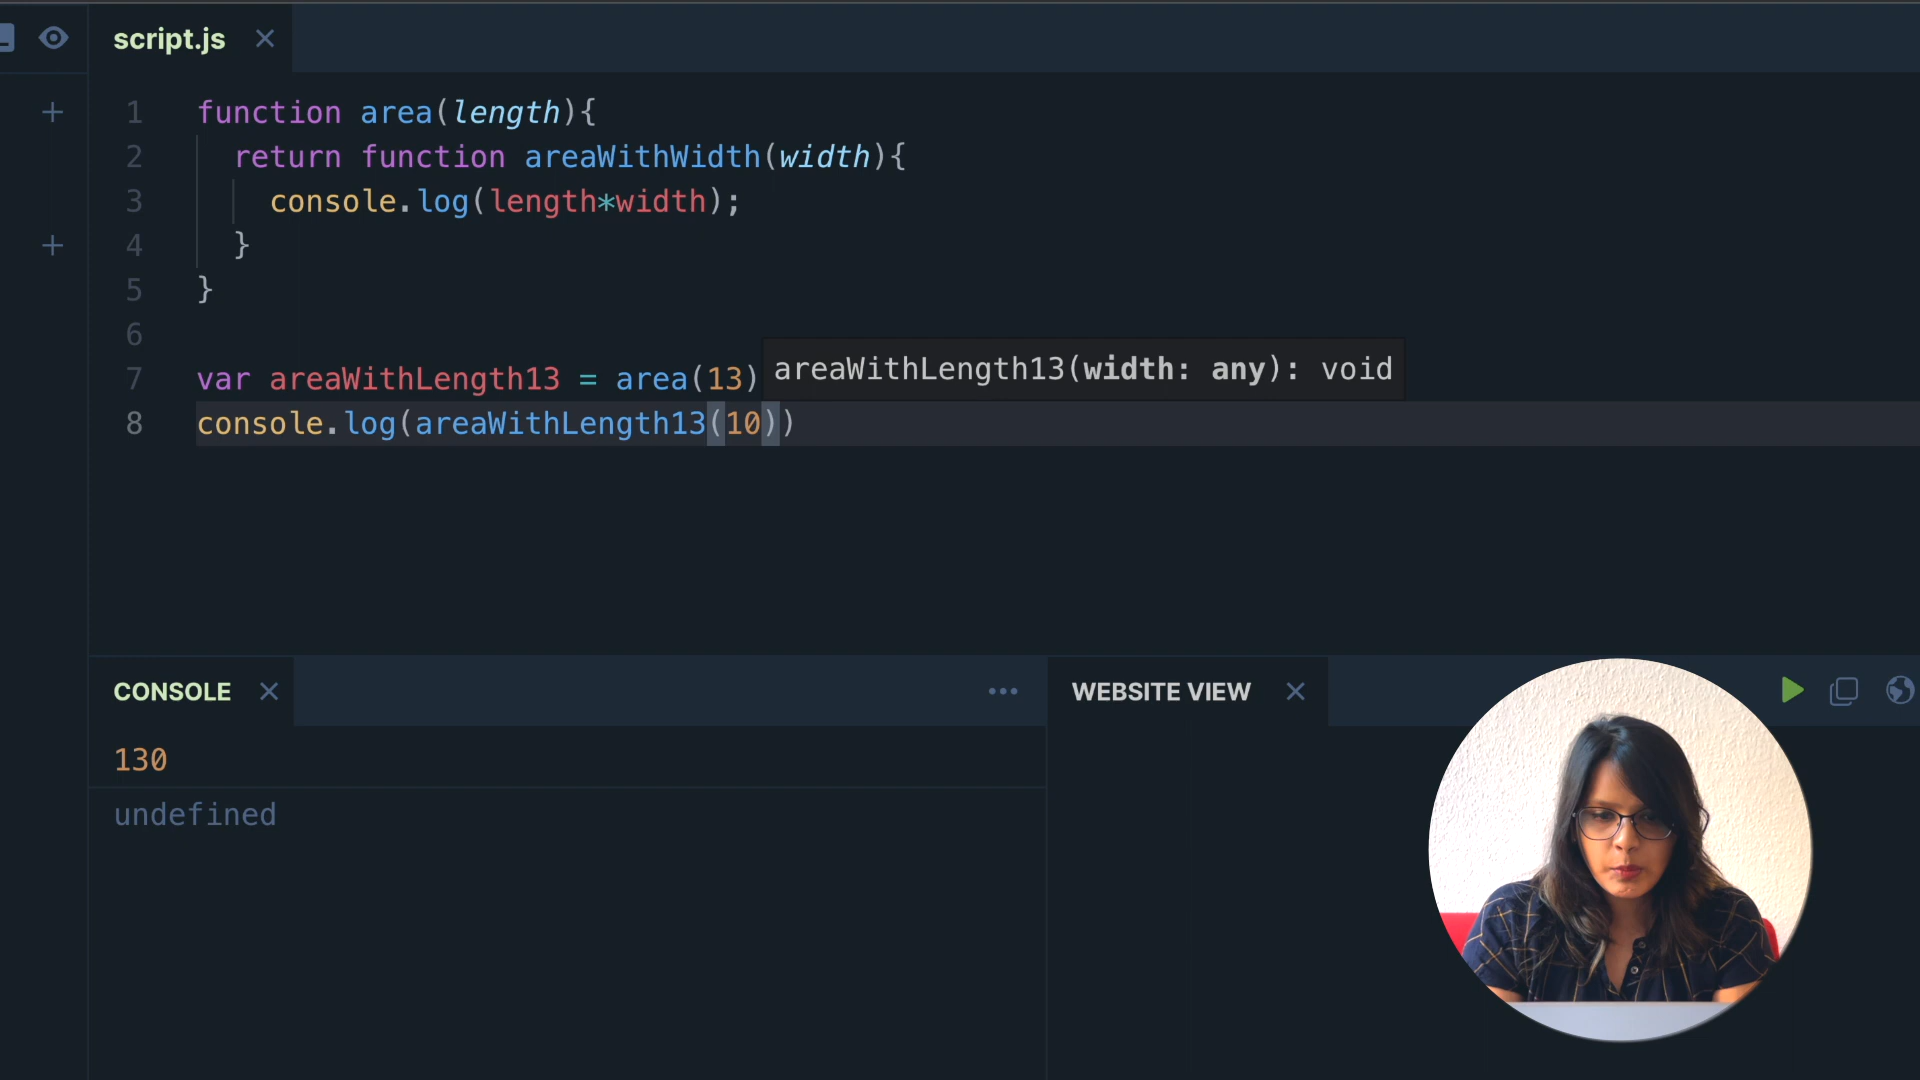 script.js
1 function area(length){
2 return function areaWithWidth(width){
3 console.log(length*width);
4 }
5 }
6
7 var areaWithLength13 = area(13)
areaWithLength13(width: any): void
8 console.log(areaWithLength13(10))
CONSOLE
WEBSITE VIEW
130
undefined